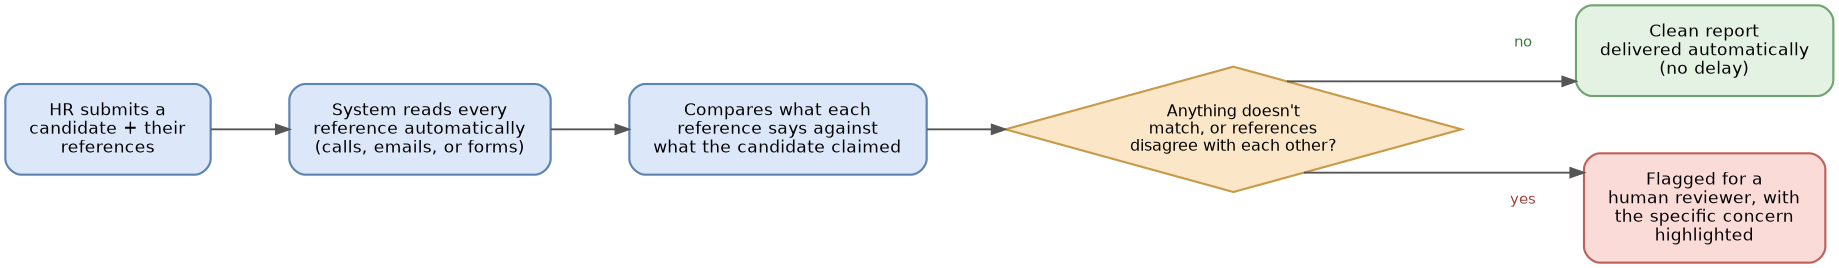 HR submits a
candidate + their
references
System reads every
reference automatically
(calls, emails, or forms)
Compares what each
reference says against
what the candidate claimed
Anything doesn't
match, or references
disagree with each other?
no
Clean report
delivered automatically
(no delay)
yes
Flagged for a
human reviewer, with
the specific concern
highlighted